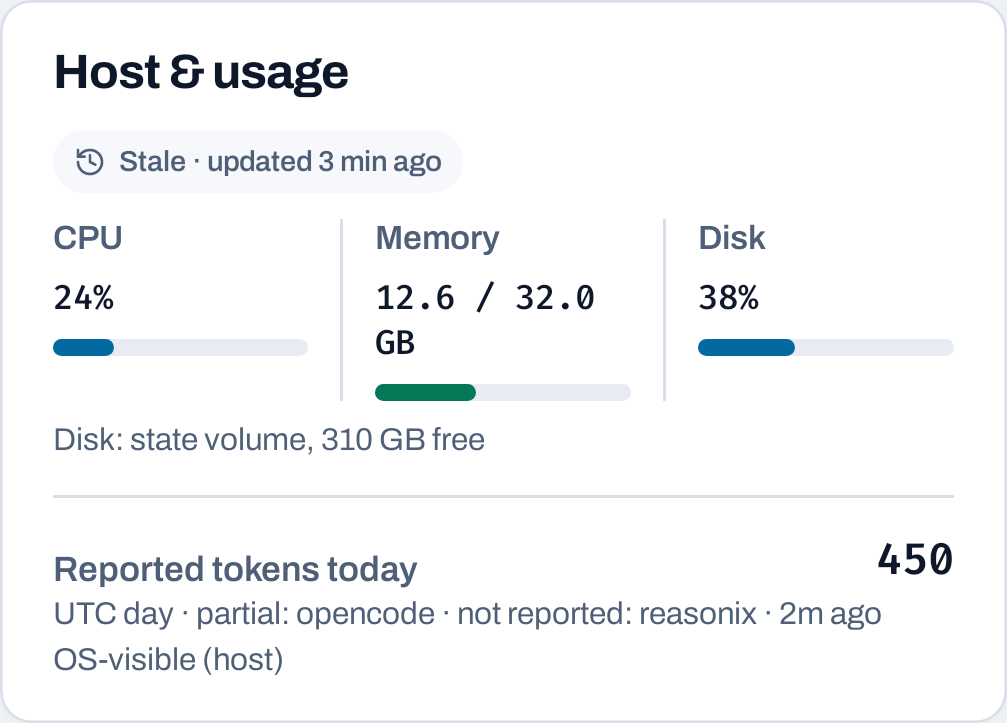 Host & usage
Stale · updated 3 min ago
CPU
24%
Memory
12.6 / 32.0
GB
Disk
38%
Disk: state volume, 310 GB free
Reported tokens today
450
UTC day · partial: opencode · not reported: reasonix · 2m ago
OS-visible (host)